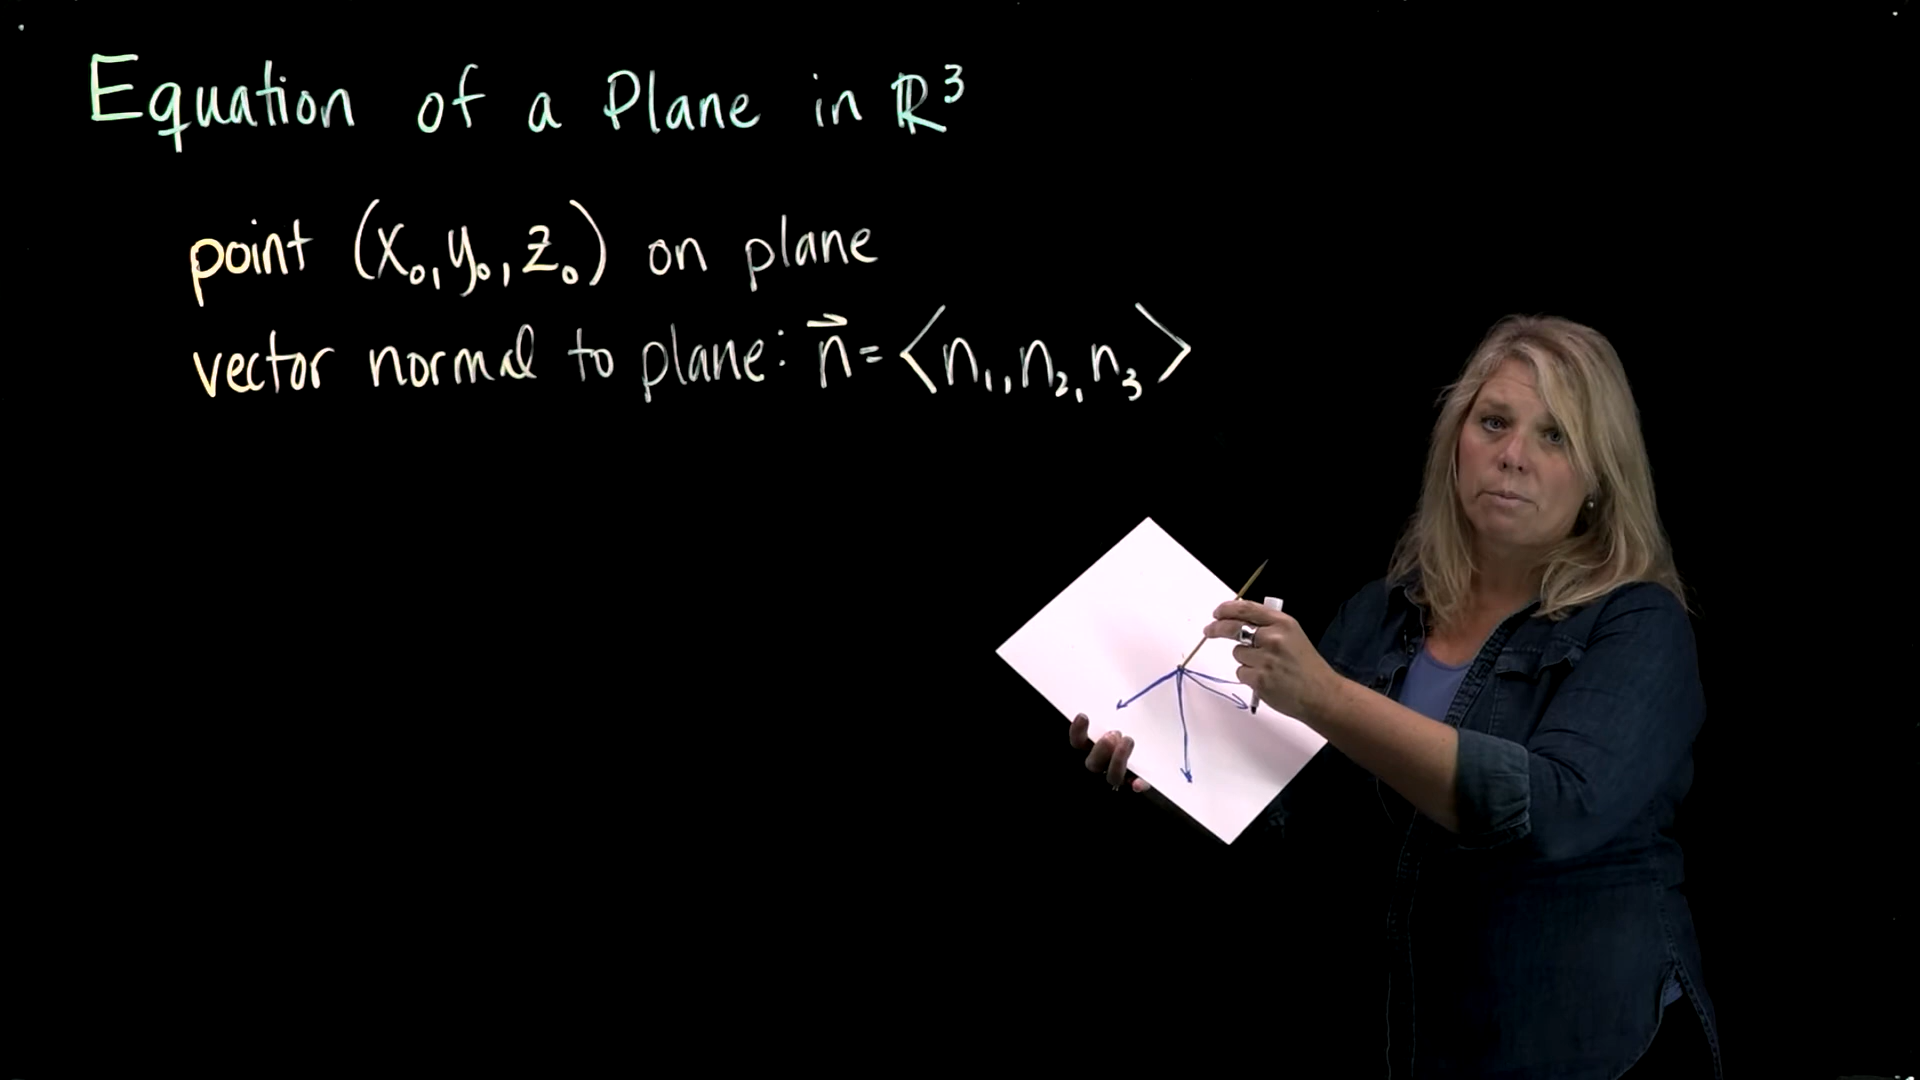 Equation of a Plane in ℝ³
point (x₀, y₀, z₀) on plane
vector normal to plane: n⃗ = ⟨n₁, n₂, n₃⟩